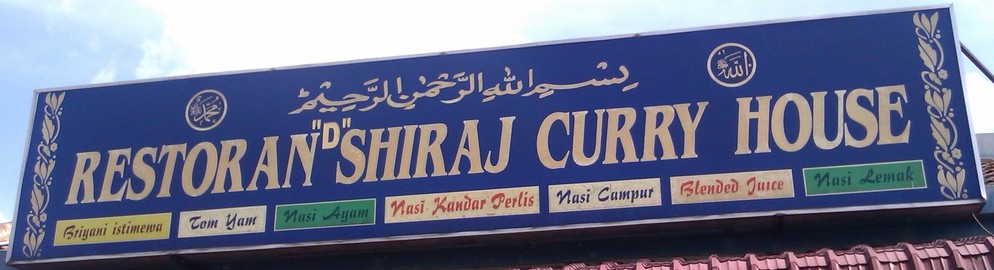 محمد
بسم الله الرحمن الرحيم
الله
RESTORAN "D" SHIRAJ CURRY HOUSE
Briyani istimewa Tom Yam Nasi Ayam Nasi Kandar Perlis Nasi Campur Blended Juice Nasi Lemak